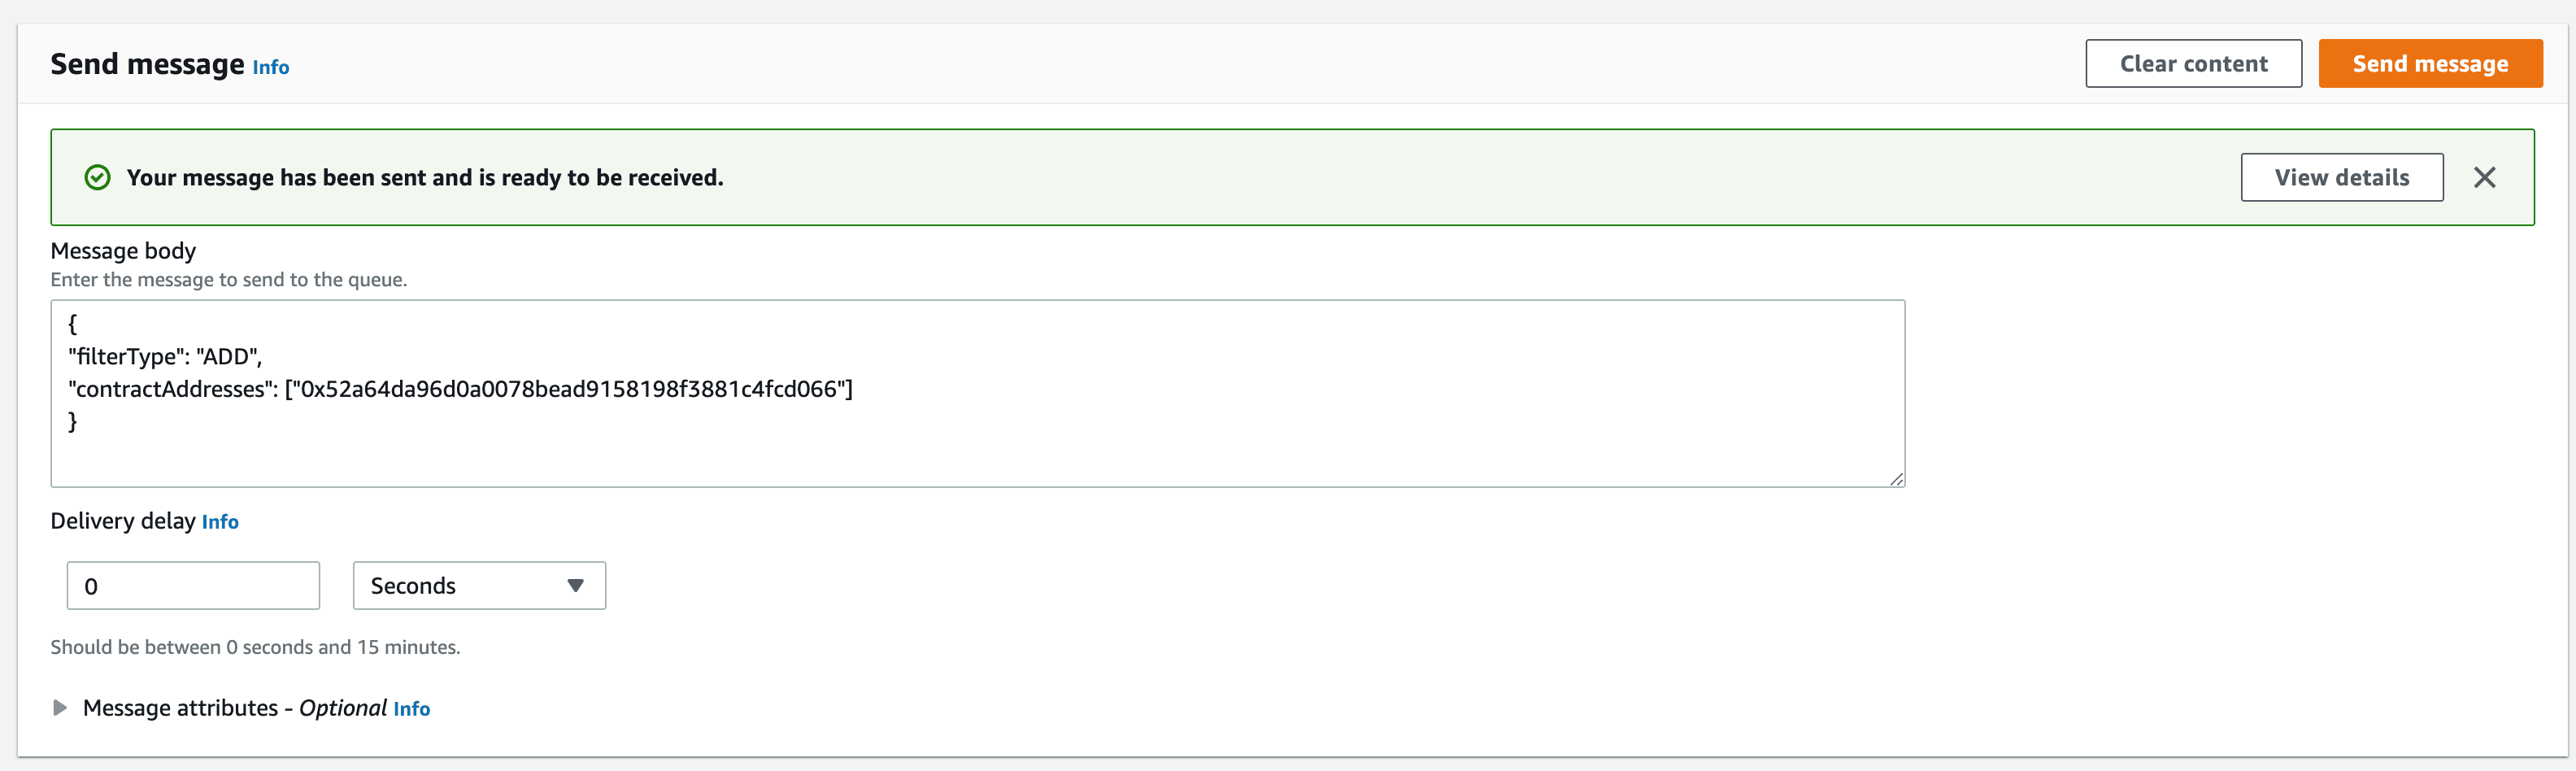 Send message Info
Clear content
Send message
Your message has been sent and is ready to be received.
View details
Message body
Enter the message to send to the queue.
{
"filterType": "ADD",
"contractAddresses": ["0x52a64da96d0a0078bead9158198f3881c4fcd066"]
}
Delivery delay Info
0
Seconds
Should be between 0 seconds and 15 minutes.
Message attributes - Optional Info